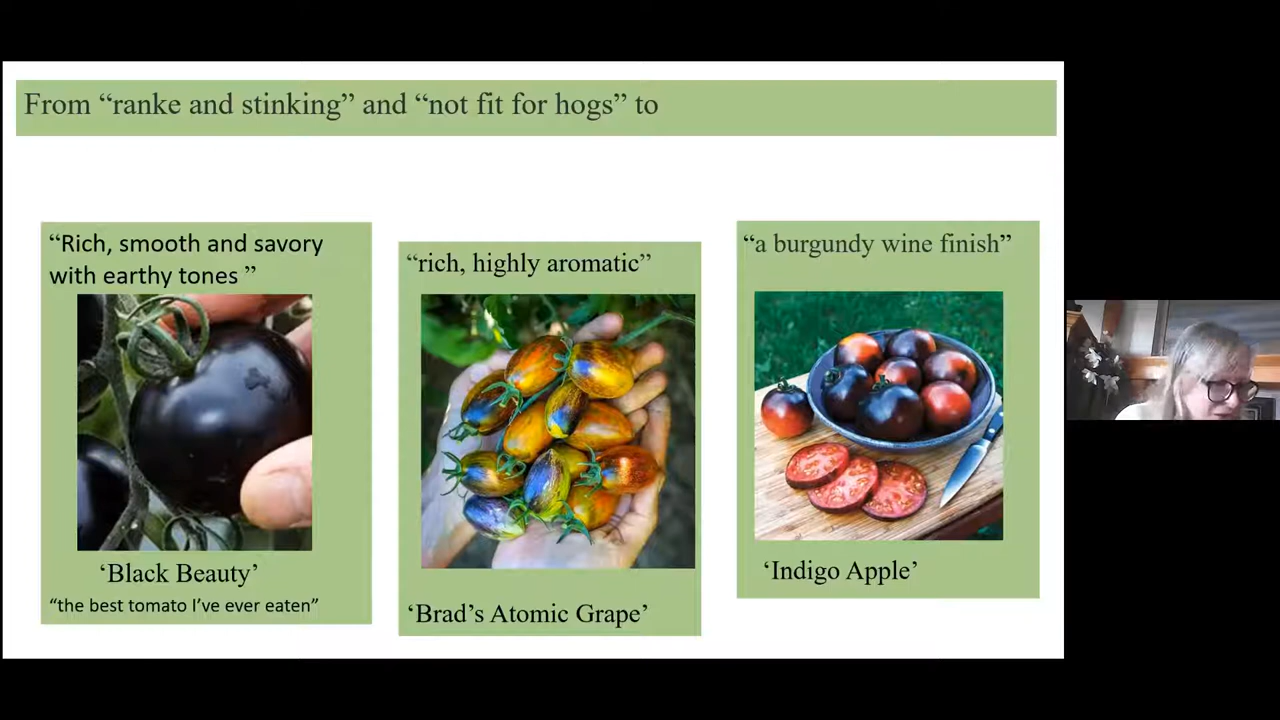 From “ranke and stinking” and “not fit for hogs” to
“Rich, smooth and savory
with earthy tones ”
‘Black Beauty’
“the best tomato I’ve ever eaten”
“rich, highly aromatic”
‘Brad’s Atomic Grape’
“a burgundy wine finish”
‘Indigo Apple’